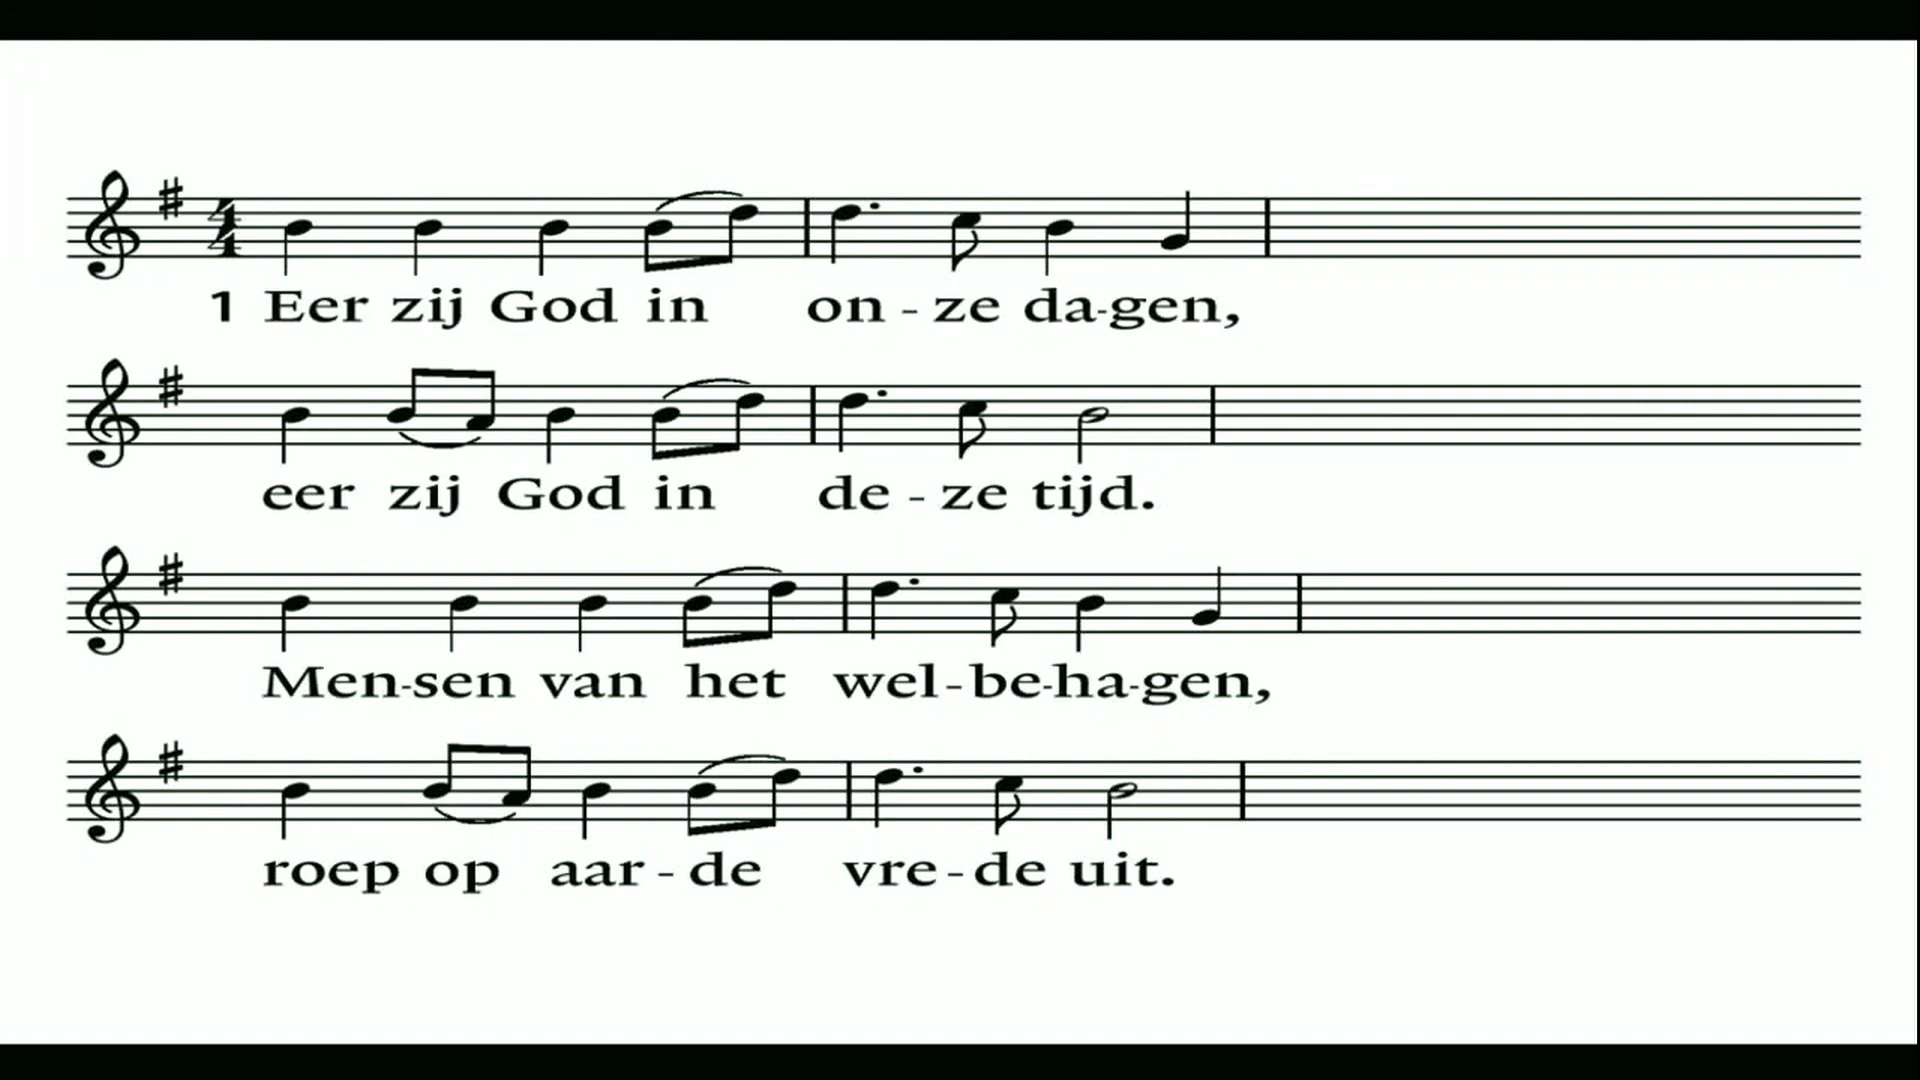 1 Eer zij God in on - ze da-gen,
eer zij God in de - ze tijd.
Men-sen van het wel-be-ha-gen,
roep op aar - de vre-de uit.